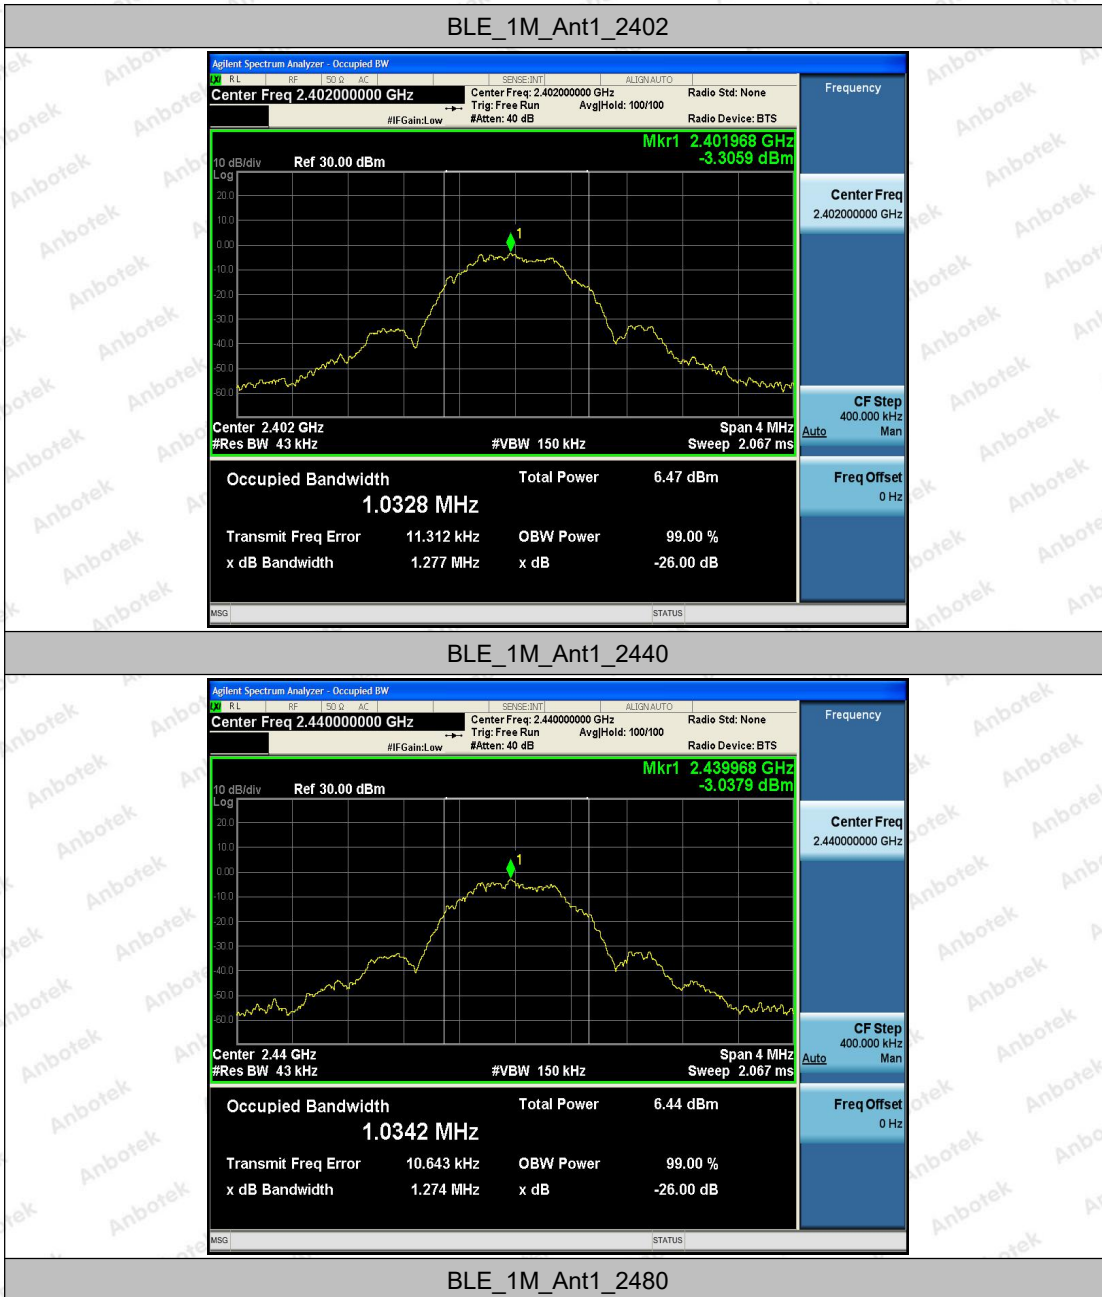 BLE_1M_Ant1_2402
Agilent Spectrum Analyzer - Occupied BW
LXI RL RF 50 Ω AC SENSE:INT ALIGNAUTO
Center Freq 2.402000000 GHz
Center Freq: 2.402000000 GHz Radio Std: None
Trig: Free Run Avg|Hold: 100/100
#IFGain:Low #Atten: 40 dB Radio Device: BTS
Frequency
Mkr1 2.401968 GHz
-3.3059 dBm
10 dB/div Ref 30.00 dBm
Log
20.0
10.0
0.00
-10.0
-20.0
-30.0
-40.0
-50.0
-60.0
1
Center 2.402 GHz Span 4 MHz
#Res BW 43 kHz #VBW 150 kHz Sweep 2.067 ms
Center Freq
2.402000000 GHz
CF Step
400.000 kHz
Auto Man
Freq Offset
0 Hz
Occupied Bandwidth Total Power 6.47 dBm
1.0328 MHz
Transmit Freq Error 11.312 kHz OBW Power 99.00 %
x dB Bandwidth 1.277 MHz x dB -26.00 dB
MSG STATUS
BLE_1M_Ant1_2440
Agilent Spectrum Analyzer - Occupied BW
LXI RL RF 50 Ω AC SENSE:INT ALIGNAUTO
Center Freq 2.440000000 GHz
Center Freq: 2.440000000 GHz Radio Std: None
Trig: Free Run Avg|Hold: 100/100
#IFGain:Low #Atten: 40 dB Radio Device: BTS
Frequency
Mkr1 2.439968 GHz
-3.0379 dBm
10 dB/div Ref 30.00 dBm
Log
20.0
10.0
0.00
-10.0
-20.0
-30.0
-40.0
-50.0
-60.0
1
Center 2.44 GHz Span 4 MHz
#Res BW 43 kHz #VBW 150 kHz Sweep 2.067 ms
Center Freq
2.440000000 GHz
CF Step
400.000 kHz
Auto Man
Freq Offset
0 Hz
Occupied Bandwidth Total Power 6.44 dBm
1.0342 MHz
Transmit Freq Error 10.643 kHz OBW Power 99.00 %
x dB Bandwidth 1.274 MHz x dB -26.00 dB
MSG STATUS
BLE_1M_Ant1_2480
Anbotek